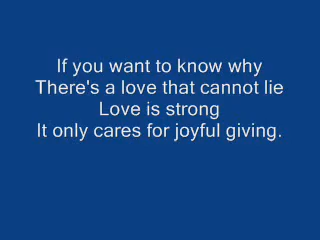 If you want to know why
There's a love that cannot lie
Love is strong
It only cares for joyful giving.